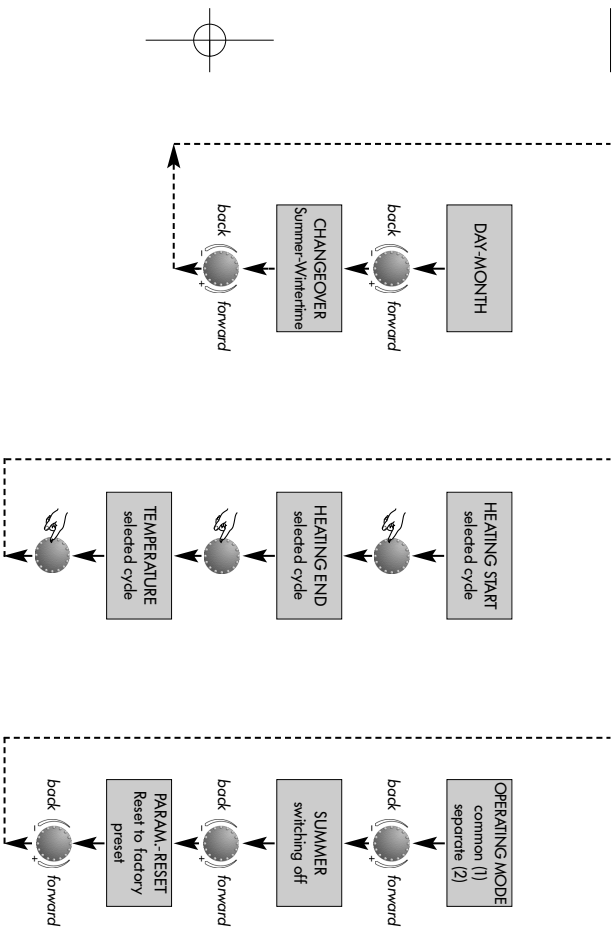 DAY-MONTH
back - + forward
CHANGEOVER
Summer-Wintertime
back - + forward
HEATING START
selected cycle
HEATING END
selected cycle
TEMPERATURE
selected cycle
OPERATING MODE
common (1)
separate (2)
back - + forward
SUMMER
switching off
back - + forward
PARAM.-RESET
Reset to factory
preset
back - + forward